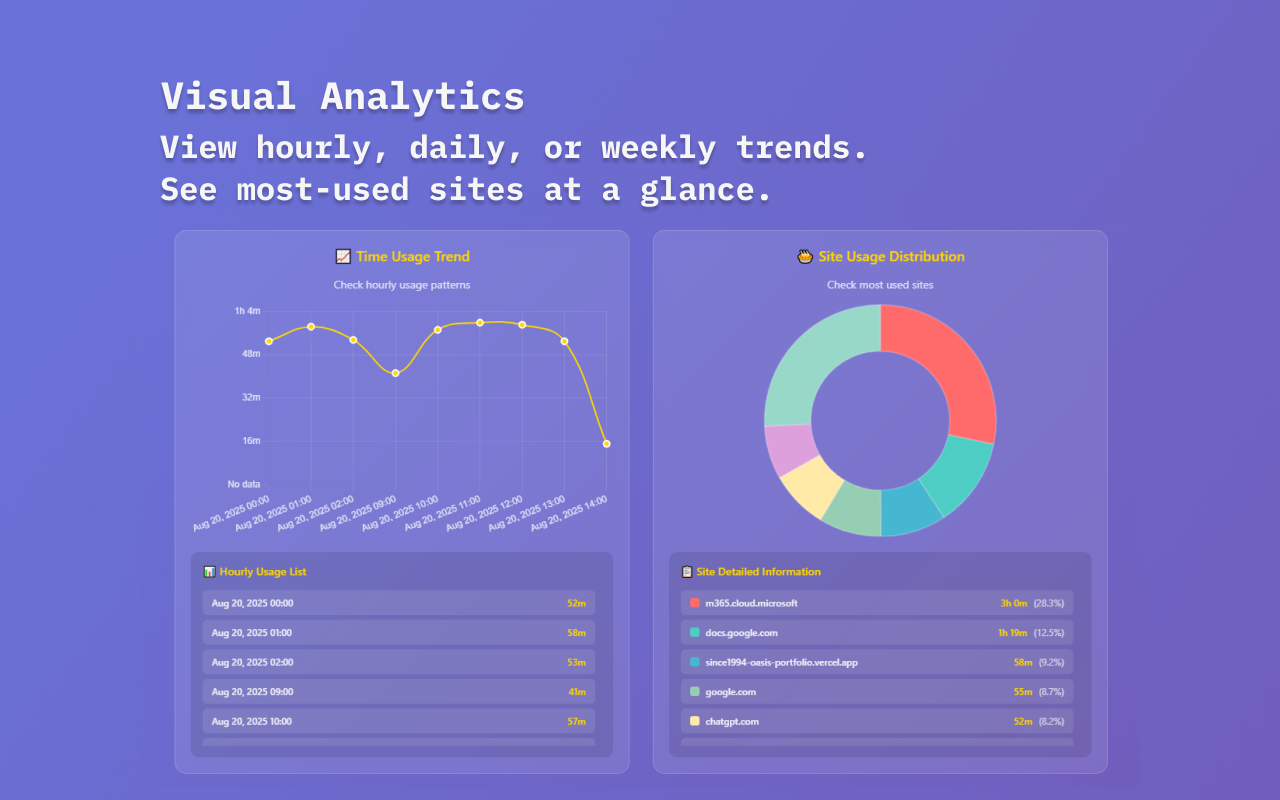 Visual Analytics
View hourly, daily, or weekly trends.
See most-used sites at a glance.
📈 Time Usage Trend
Check hourly usage patterns
1h 4m
48m
32m
16m
No data
Aug 20, 2025 00:00
Aug 20, 2025 01:00
Aug 20, 2025 02:00
Aug 20, 2025 09:00
Aug 20, 2025 10:00
Aug 20, 2025 11:00
Aug 20, 2025 12:00
Aug 20, 2025 13:00
Aug 20, 2025 14:00
📊 Hourly Usage List
Aug 20, 2025 00:00 52m
Aug 20, 2025 01:00 58m
Aug 20, 2025 02:00 53m
Aug 20, 2025 09:00 41m
Aug 20, 2025 10:00 57m
🥧 Site Usage Distribution
Check most used sites
📋 Site Detailed Information
m365.cloud.microsoft 3h 0m (28.3%)
docs.google.com 1h 19m (12.5%)
since1994-oasis-portfolio.vercel.app 58m (9.2%)
google.com 55m (8.7%)
chatgpt.com 52m (8.2%)